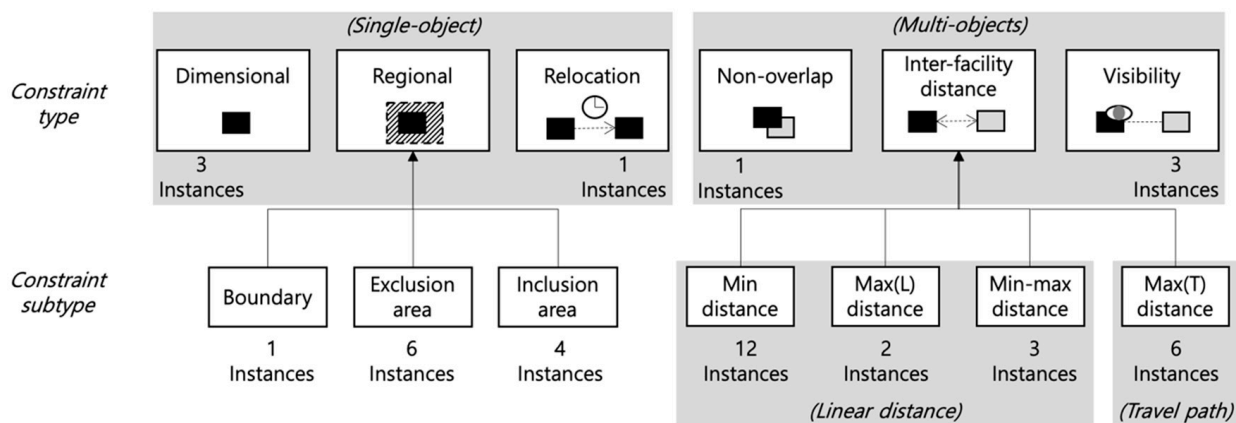 (Single-object)
(Multi-objects)
Constraint
type
Dimensional
Regional
Relocation
Non-overlap
Inter-facility
distance
Visibility
3
Instances
1
Instances
1
Instances
3
Instances
Constraint
subtype
Boundary
Exclusion
area
Inclusion
area
Min
distance
Max(L)
distance
Min-max
distance
Max(T)
distance
1
Instances
6
Instances
4
Instances
12
Instances
2
Instances
3
Instances
6
Instances
(Linear distance)
(Travel path)